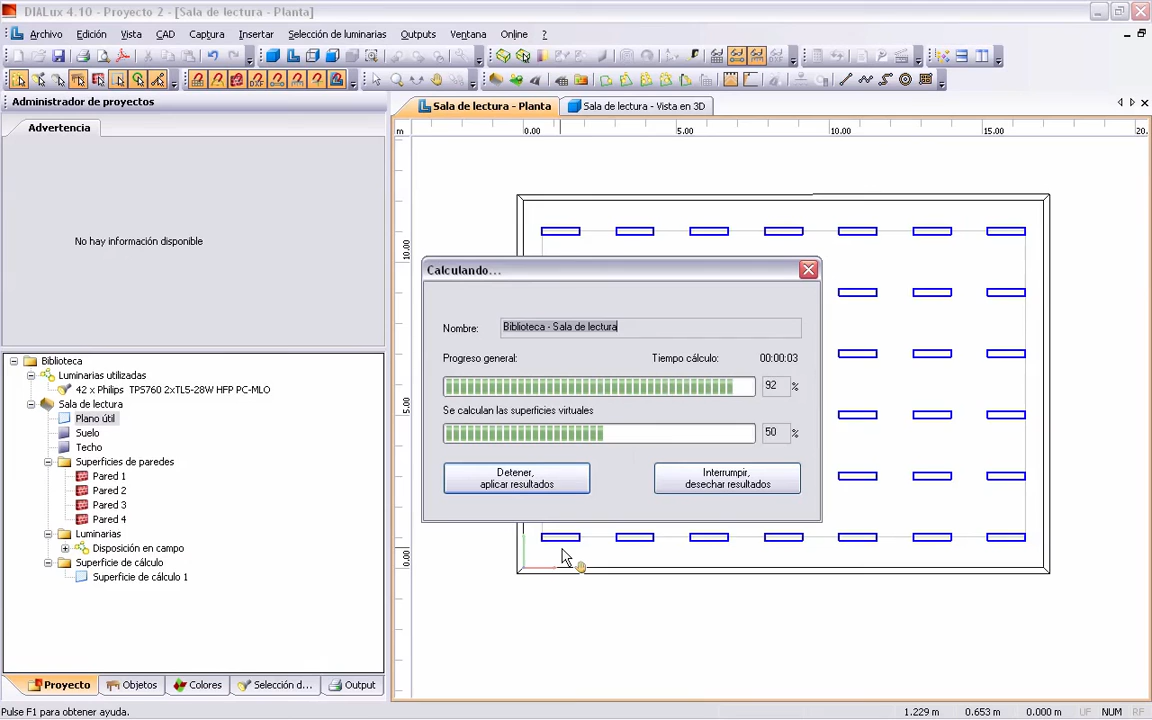 DIALux 4.10 - Proyecto 2 - [Sala de lectura - Planta]
Archivo Edición Vista CAD Captura Insertar Selección de luminarias Outputs Ventana Online ?
Administrador de proyectos
Advertencia
No hay información disponible
Biblioteca
Luminarias utilizadas
42 x Philips TPS760 2xTL5-28W HFP PC-MLO
Sala de lectura
Plano útil
Suelo
Techo
Superficies de paredes
Pared 1
Pared 2
Pared 3
Pared 4
Luminarias
Disposición en campo
Superficie de cálculo
Superficie de cálculo 1
Proyecto Objetos Colores Selección d... Output
Sala de lectura - Planta Sala de lectura - Vista en 3D
m 0.00 5.00 10.00 15.00 20.
10.00
5.00
0.00
Calculando...
Nombre: Biblioteca - Sala de lectura
Progreso general: Tiempo cálculo: 00:00:03
92 %
Se calculan las superficies virtuales
50 %
Detener,
aplicar resultados
Interrumpir,
desechar resultados
Pulse F1 para obtener ayuda. 1.229 m 0.653 m 0.000 m UF NUM RF